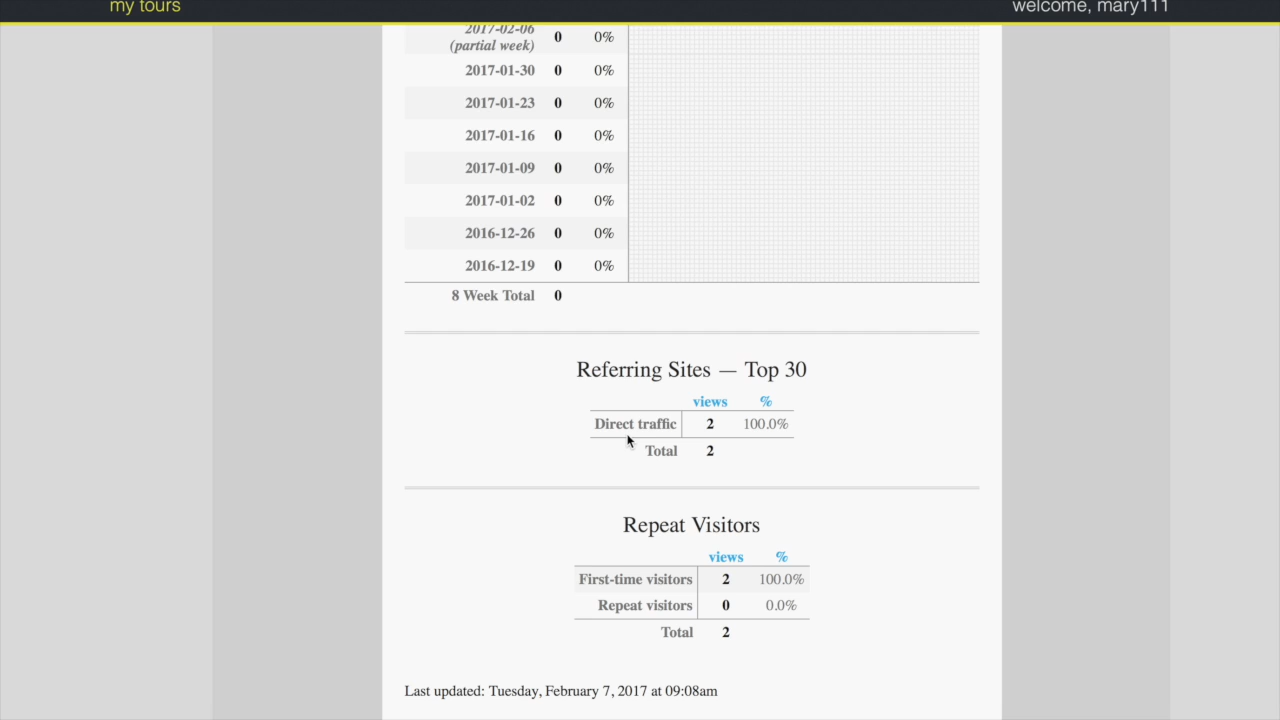 my tours
welcome, mary111
2017-02-06
(partial week) 0 0%
2017-01-30 0 0%
2017-01-23 0 0%
2017-01-16 0 0%
2017-01-09 0 0%
2017-01-02 0 0%
2016-12-26 0 0%
2016-12-19 0 0%
8 Week Total 0
Referring Sites — Top 30
views %
Direct traffic 2 100.0%
Total 2
Repeat Visitors
views %
First-time visitors 2 100.0%
Repeat visitors 0 0.0%
Total 2
Last updated: Tuesday, February 7, 2017 at 09:08am